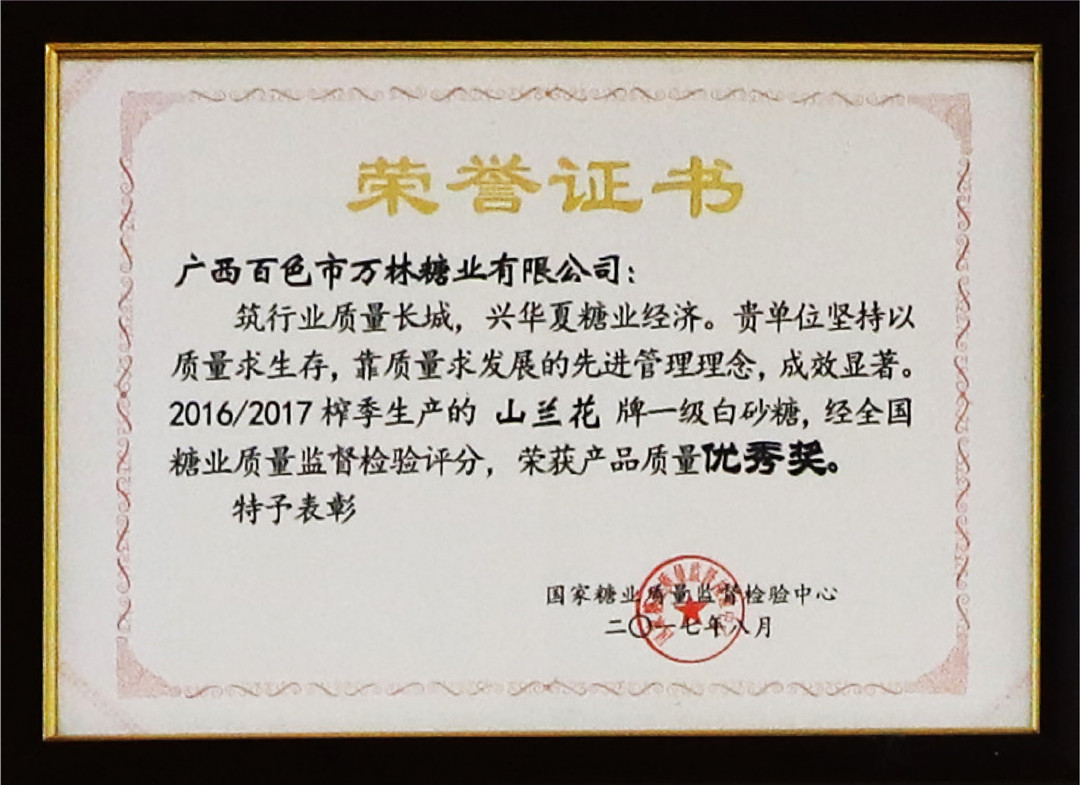 荣誉证书
广西百色市万林糖业有限公司:
筑行业质量长城，兴华夏糖业经济。贵单位坚持以
质量求生存，靠质量求发展的先进管理理念，成效显著。
2016/2017榨季生产的 山兰花 牌一级白砂糖，经全国
糖业质量监督检验评分，荣获产品质量优秀奖。
特予表彰
国家糖业质量监督检验中心
二〇一七年八月